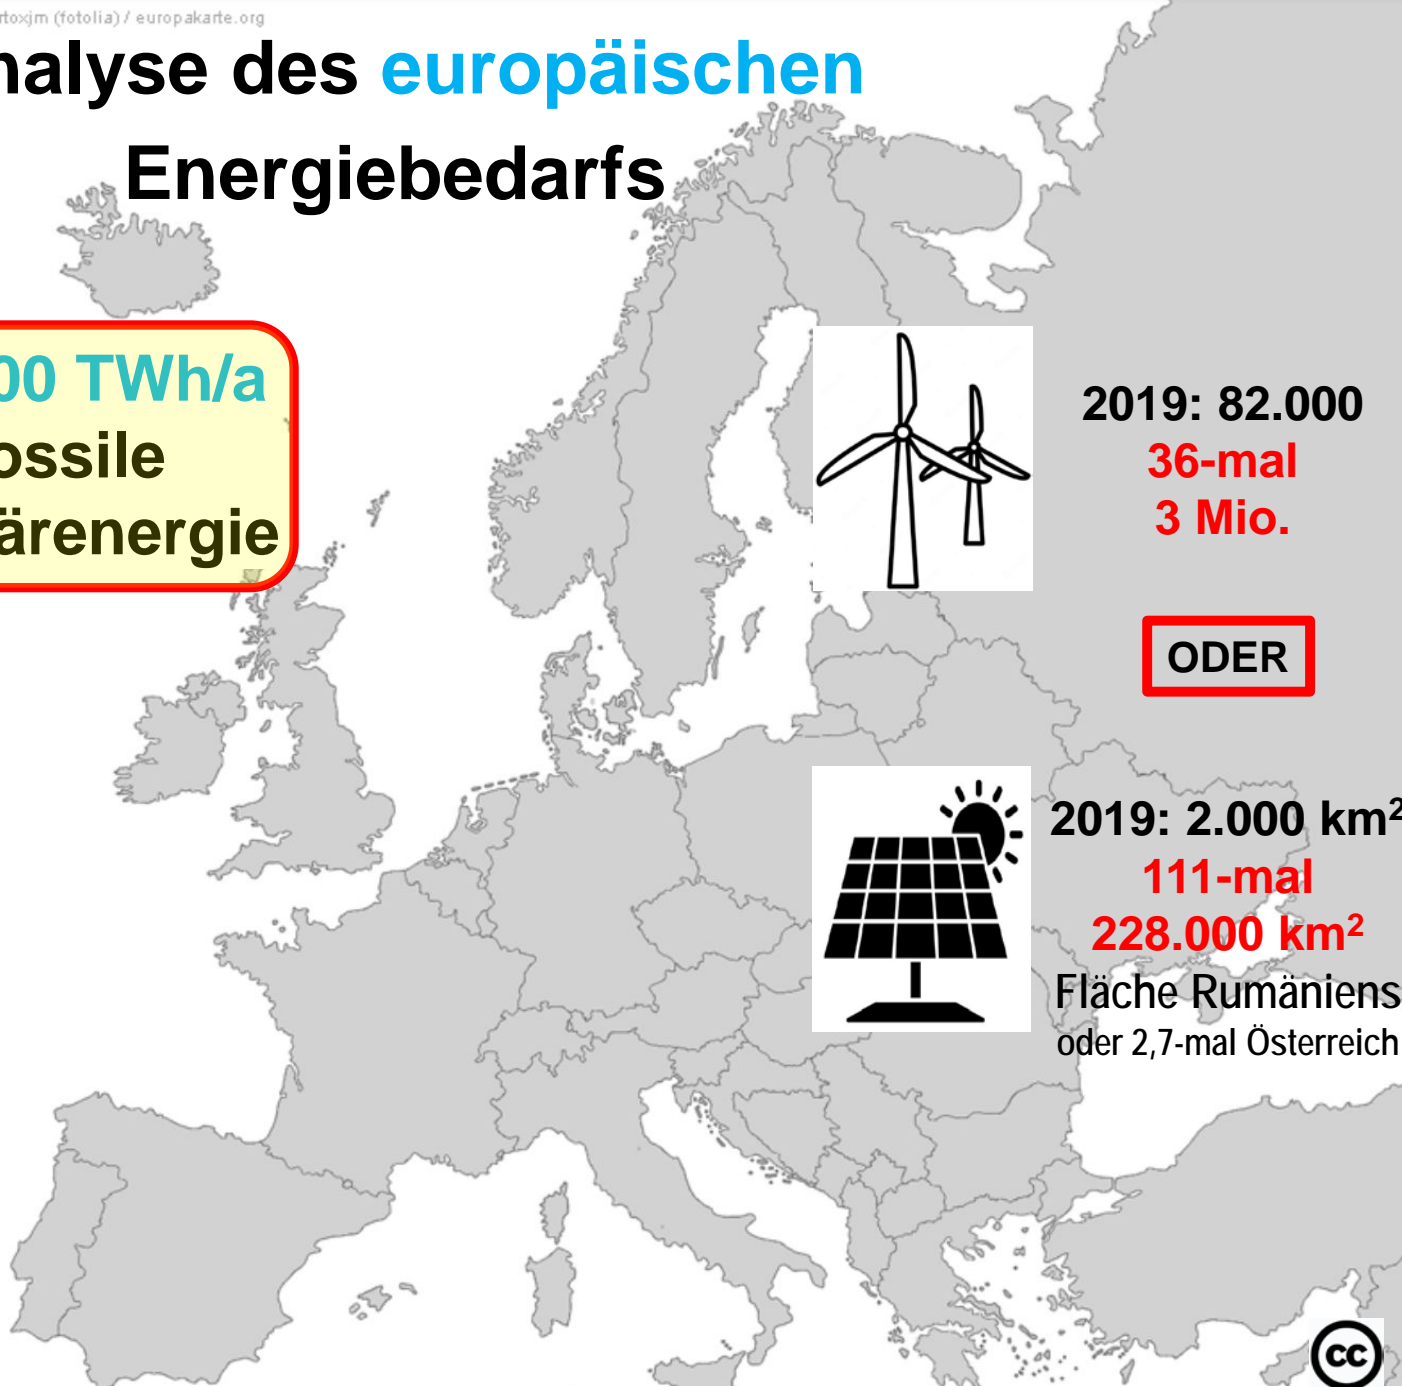 rtoxjm (fotolia) / europakarte.org
nalyse des europäischen
Energiebedarfs
00 TWh/a
ossile
ärenergie
2019: 82.000
36-mal
3 Mio.
ODER
2019: 2.000 km²
111-mal
228.000 km²
Fläche Rumäniens
oder 2,7-mal Österreich
cc